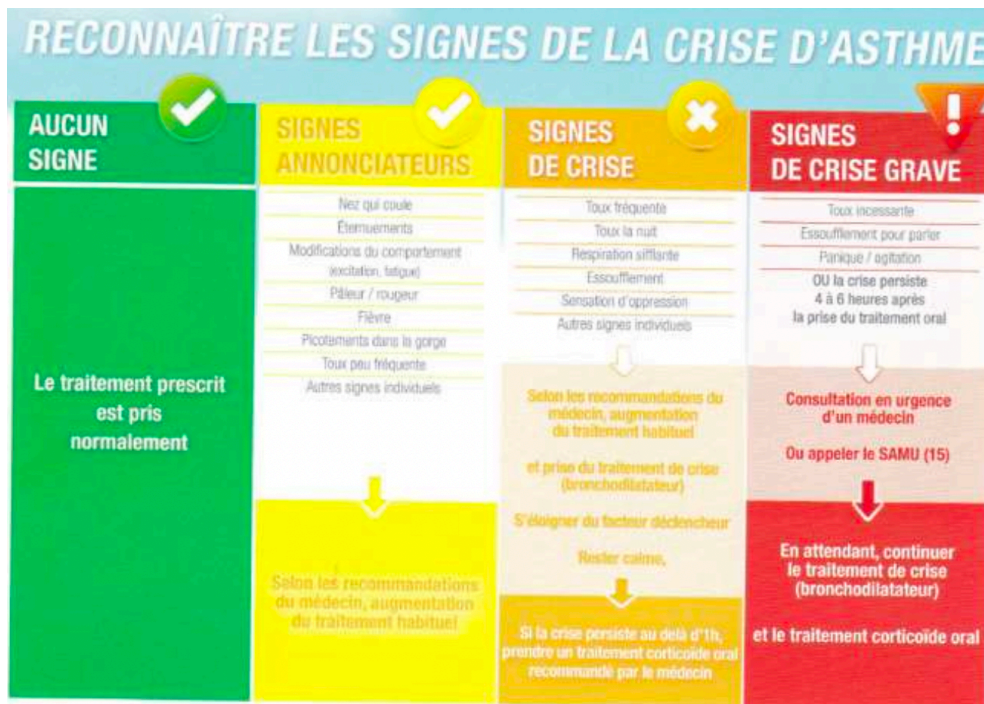 RECONNAÎTRE LES SIGNES DE LA CRISE D'ASTHME
AUCUN
SIGNE
Le traitement prescrit
est pris
normalement
SIGNES
ANNONCIATEURS
Nez qui coule
Éternuements
Modifications du comportement
(excitation, fatigue)
Pâleur / rougeur
Fièvre
Picotements dans la gorge
Toux peu fréquente
Autres signes individuels
Selon les recommandations
du médecin, augmentation
du traitement habituel
SIGNES
DE CRISE
Toux fréquente
Toux la nuit
Respiration sifflante
Essoufflement
Sensation d'oppression
Autres signes individuels
Selon les recommandations du
médecin, augmentation
du traitement habituel
et prise du traitement de crise
(bronchodilatateur)
S'éloigner du facteur déclencheur
Rester calme.
Si la crise persiste au delà d'1h,
prendre un traitement corticoïde oral
recommandé par le médecin
SIGNES
DE CRISE GRAVE
Toux incessante
Essoufflement pour parler
Panique / agitation
OU la crise persiste
4 à 6 heures après
la prise du traitement oral
Consultation en urgence
d'un médecin
Ou appeler le SAMU (15)
En attendant, continuer
le traitement de crise
(bronchodilatateur)
et le traitement corticoïde oral